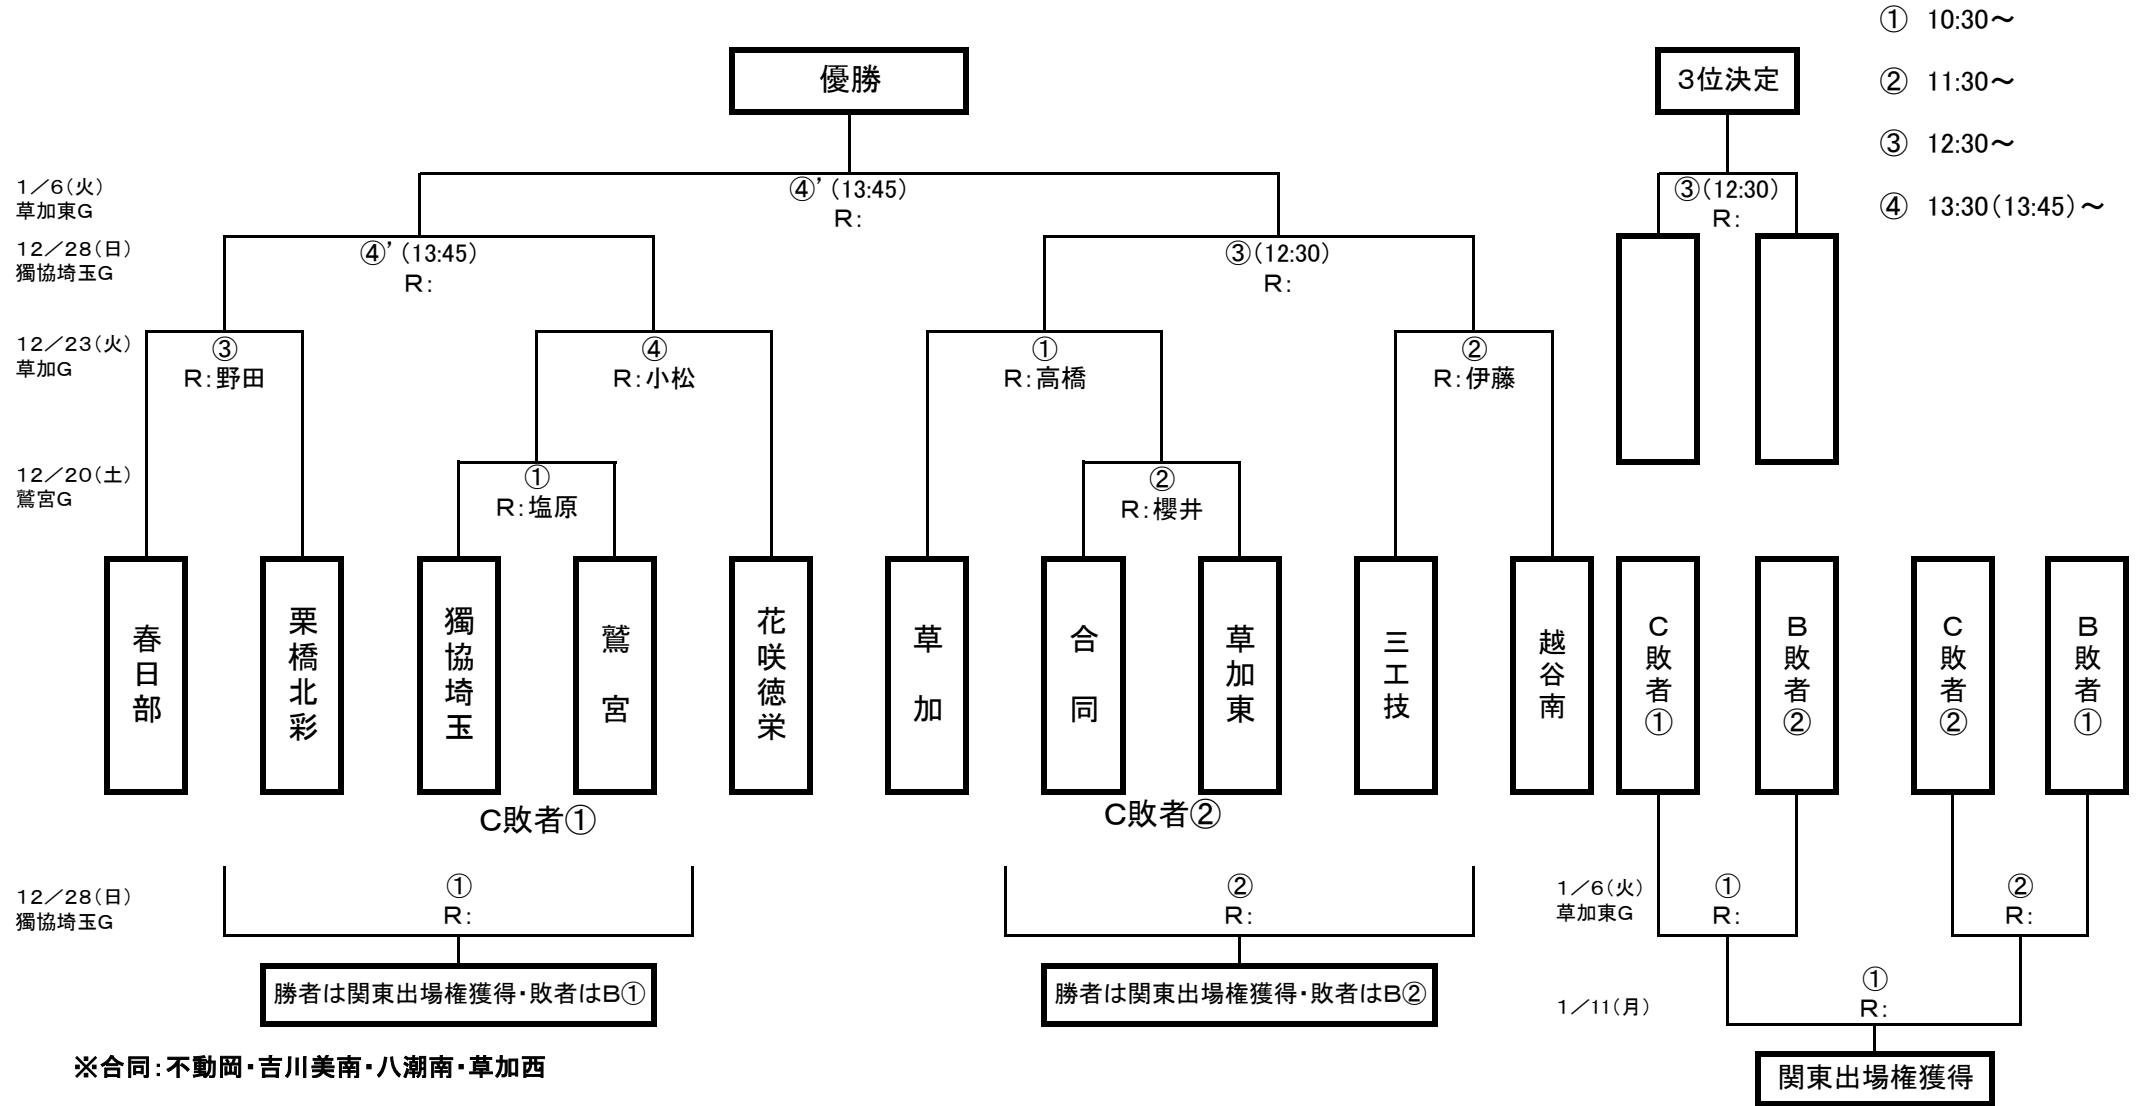 ① 10:30～
優勝
３位決定
② 11:30～
③ 12:30～
１／６（火）
草加東Ｇ
④’（13:45）
Ｒ：
③（12:30）
Ｒ：
④ 13:30（13:45）～
１２／２８（日）
獨協埼玉Ｇ
④’（13:45）
Ｒ：
③（12:30）
Ｒ：
１２／２３（火）
草加Ｇ
③
Ｒ：野田
④
Ｒ：小松
①
Ｒ：高橋
②
Ｒ：伊藤
１２／２０（土）
鷲宮Ｇ
①
Ｒ：塩原
②
Ｒ：櫻井
春日部
栗橋北彩
獨協埼玉
鷲宮
花咲徳栄
草加
合同
草加東
三工技
越谷南
Ｃ敗者①
Ｂ敗者②
Ｃ敗者②
Ｂ敗者①
Ｃ敗者①
Ｃ敗者②
１２／２８（日）
獨協埼玉Ｇ
①
Ｒ：
②
Ｒ：
１／６（火）
草加東Ｇ
①
Ｒ：
②
Ｒ：
勝者は関東出場権獲得・敗者はＢ①
勝者は関東出場権獲得・敗者はＢ②
１／11（月）
①
Ｒ：
※合同：不動岡・吉川美南・八潮南・草加西
関東出場権獲得